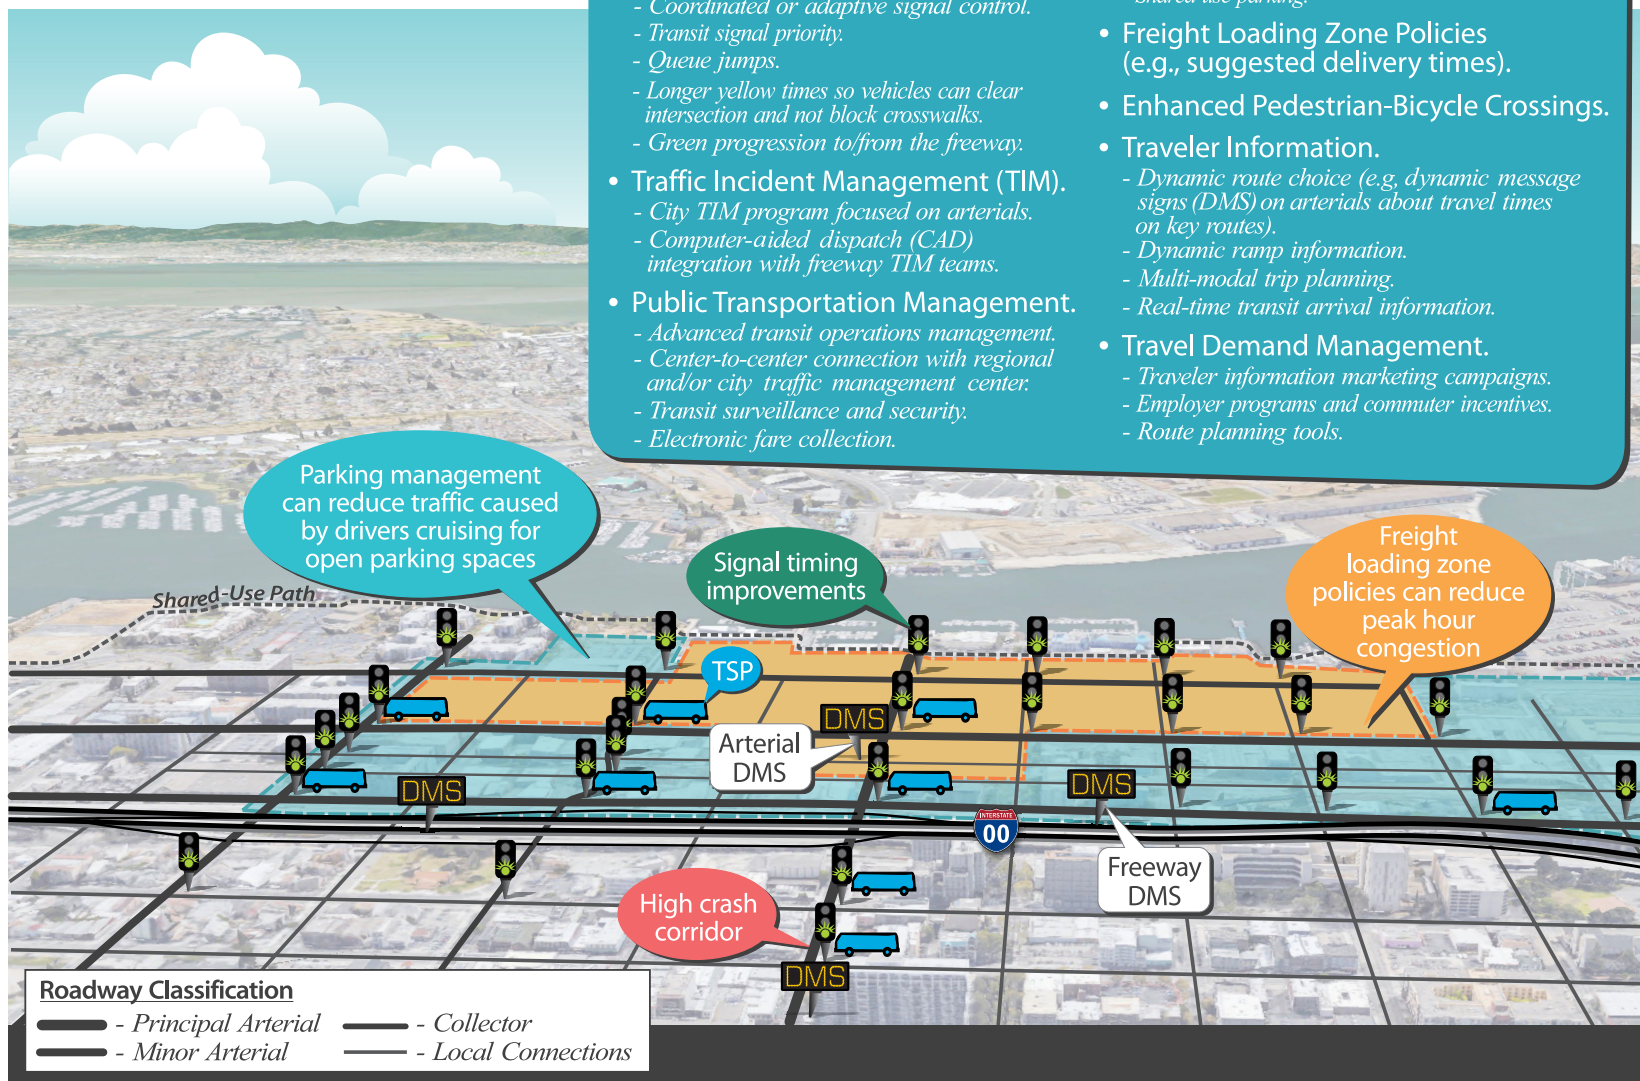 - Coordinated or adaptive signal control.
- Transit signal priority.
- Queue jumps.
- Longer yellow times so vehicles can clear
intersection and not block crosswalks.
- Green progression to/from the freeway.
• Traffic Incident Management (TIM).
- City TIM program focused on arterials.
- Computer-aided dispatch (CAD)
integration with freeway TIM teams.
• Public Transportation Management.
- Advanced transit operations management.
- Center-to-center connection with regional
and/or city traffic management center.
- Transit surveillance and security.
- Electronic fare collection.
- Shared use parking.
• Freight Loading Zone Policies
(e.g., suggested delivery times).
• Enhanced Pedestrian-Bicycle Crossings.
• Traveler Information.
- Dynamic route choice (e.g, dynamic message
signs (DMS) on arterials about travel times
on key routes).
- Dynamic ramp information.
- Multi-modal trip planning.
- Real-time transit arrival information.
• Travel Demand Management.
- Traveler information marketing campaigns.
- Employer programs and commuter incentives.
- Route planning tools.
Parking management
can reduce traffic caused
by drivers cruising for
open parking spaces
Signal timing
improvements
Freight
loading zone
policies can reduce
peak hour
congestion
Shared-Use Path
TSP
DMS
Arterial
DMS
DMS
DMS
INTERSTATE
00
Freeway
DMS
High crash
corridor
DMS
Roadway Classification
- Principal Arterial
- Collector
- Minor Arterial
- Local Connections